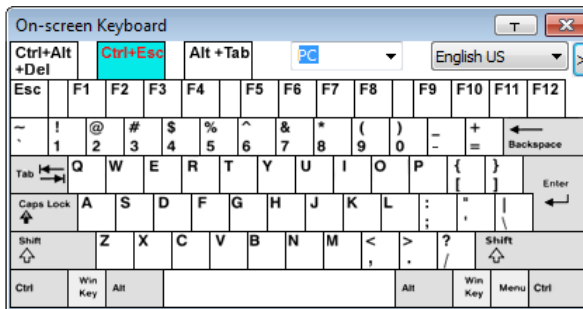 On-screen Keyboard
Ctrl+Alt +Del Ctrl+Esc Alt +Tab PC English US >
Esc F1 F2 F3 F4 F5 F6 F7 F8 F9 F10 F11 F12
~ ! @ # $ % ^ & * ( ) _ +
` 1 2 3 4 5 6 7 8 9 0 - = Backspace
Tab Q W E R T Y U I O P { }
[ ] Enter
Caps Lock A S D F G H J K L : " |
; ' \
Shift Z X C V B N M < > ? Shift
, . /
Ctrl Win Key Alt Alt Win Key Menu Ctrl